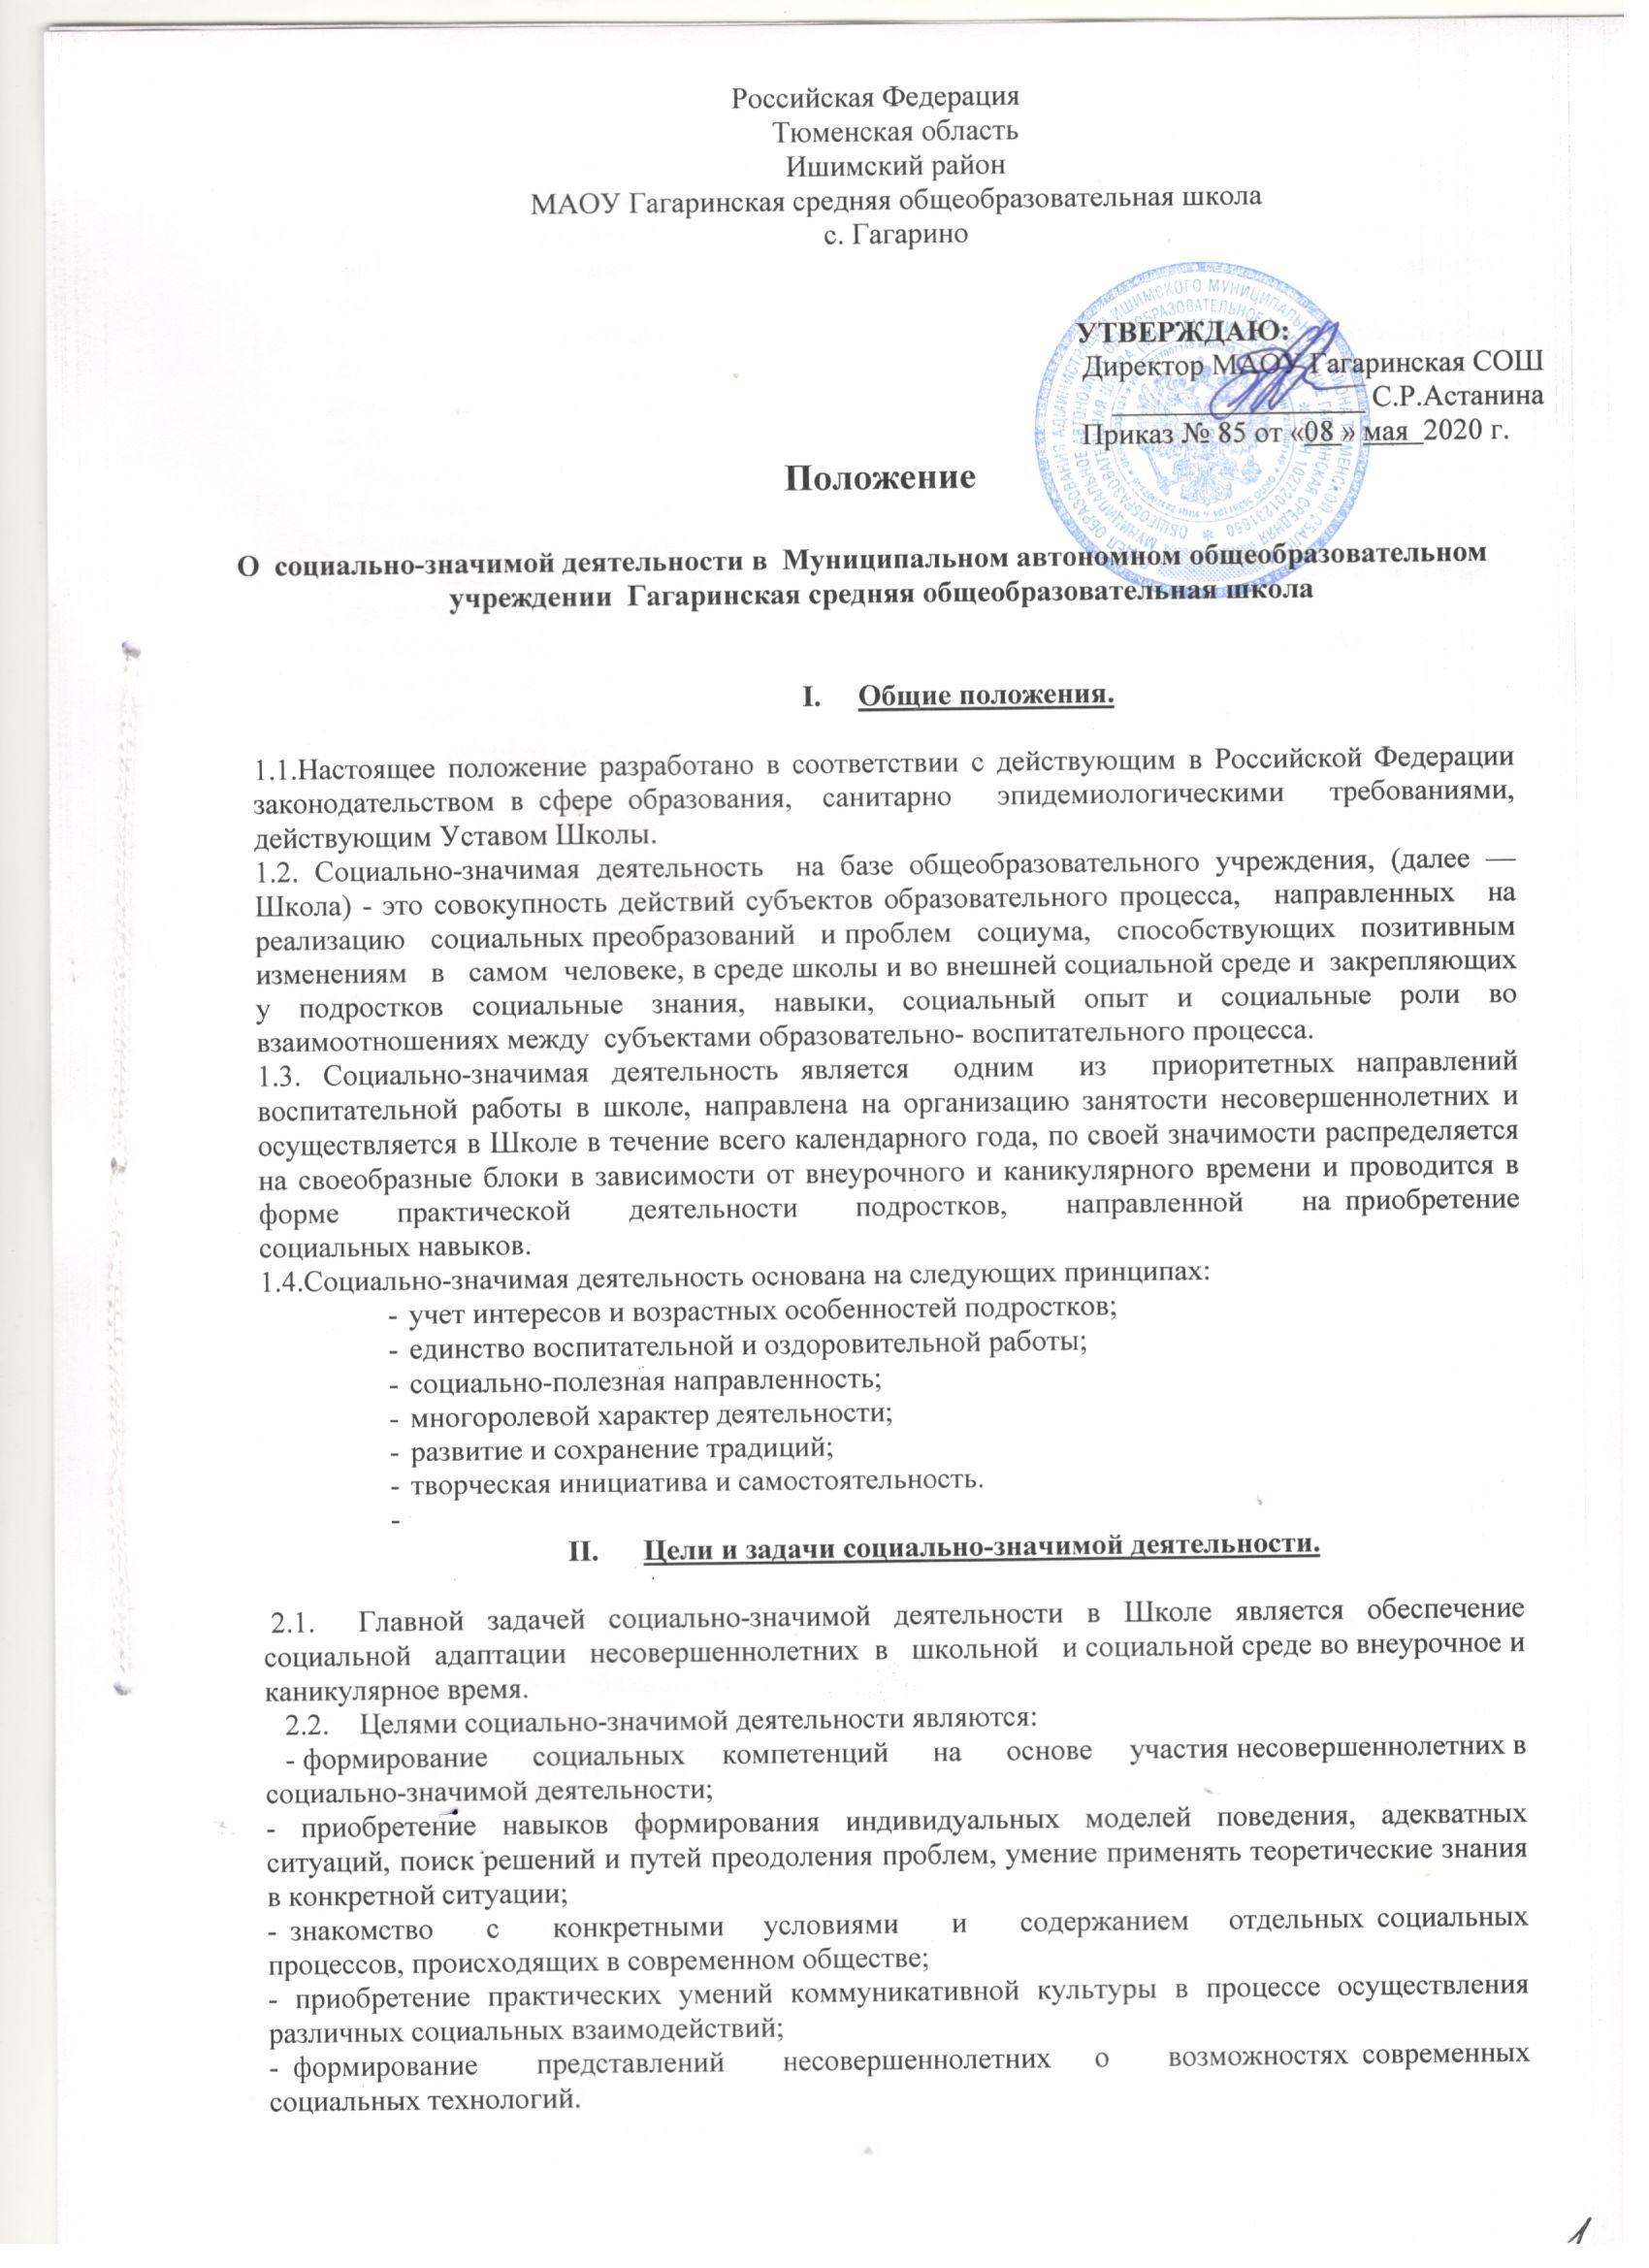 Российская Федерация
Тюменская область
Ишимский район
МАОУ Гагаринская средняя общеобразовательная школа
с. Гагарино
УТВЕРЖДАЮ:
Директор МАОУ Гагаринская СОШ
С.Р.Астанина
Приказ № 85 от «08 » мая 2020 г.
Положение
О социально-значимой деятельности в Муниципальном автономном общеобразовательном
учреждении Гагаринская средняя общеобразовательная школа
I. Общие положения.
1.1.Настоящее положение разработано в соответствии с действующим в Российской Федерации
законодательством в сфере образования, санитарно эпидемиологическими требованиями,
действующим Уставом Школы.
1.2. Социально-значимая деятельность на базе общеобразовательного учреждения, (далее —
Школа) - это совокупность действий субъектов образовательного процесса, направленных на
реализацию социальных преобразований и проблем социума, способствующих позитивным
изменениям в самом человеке, в среде школы и во внешней социальной среде и закрепляющих
у подростков социальные знания, навыки, социальный опыт и социальные роли во
взаимоотношениях между субъектами образовательно- воспитательного процесса.
1.3. Социально-значимая деятельность является одним из приоритетных направлений
воспитательной работы в школе, направлена на организацию занятости несовершеннолетних и
осуществляется в Школе в течение всего календарного года, по своей значимости распределяется
на своеобразные блоки в зависимости от внеурочного и каникулярного времени и проводится в
форме практической деятельности подростков, направленной на приобретение
социальных навыков.
1.4.Социально-значимая деятельность основана на следующих принципах:
- учет интересов и возрастных особенностей подростков;
- единство воспитательной и оздоровительной работы;
- социально-полезная направленность;
- многоролевой характер деятельности;
- развитие и сохранение традиций;
- творческая инициатива и самостоятельность.
-
II. Цели и задачи социально-значимой деятельности.
2.1. Главной задачей социально-значимой деятельности в Школе является обеспечение
социальной адаптации несовершеннолетних в школьной и социальной среде во внеурочное и
каникулярное время.
2.2. Целями социально-значимой деятельности являются:
- формирование социальных компетенций на основе участия несовершеннолетних в
социально-значимой деятельности;
- приобретение навыков формирования индивидуальных моделей поведения, адекватных
ситуаций, поиск решений и путей преодоления проблем, умение применять теоретические знания
в конкретной ситуации;
- знакомство с конкретными условиями и содержанием отдельных социальных
процессов, происходящих в современном обществе;
- приобретение практических умений коммуникативной культуры в процессе осуществления
различных социальных взаимодействий;
- формирование представлений несовершеннолетних о возможностях современных
социальных технологий.
1